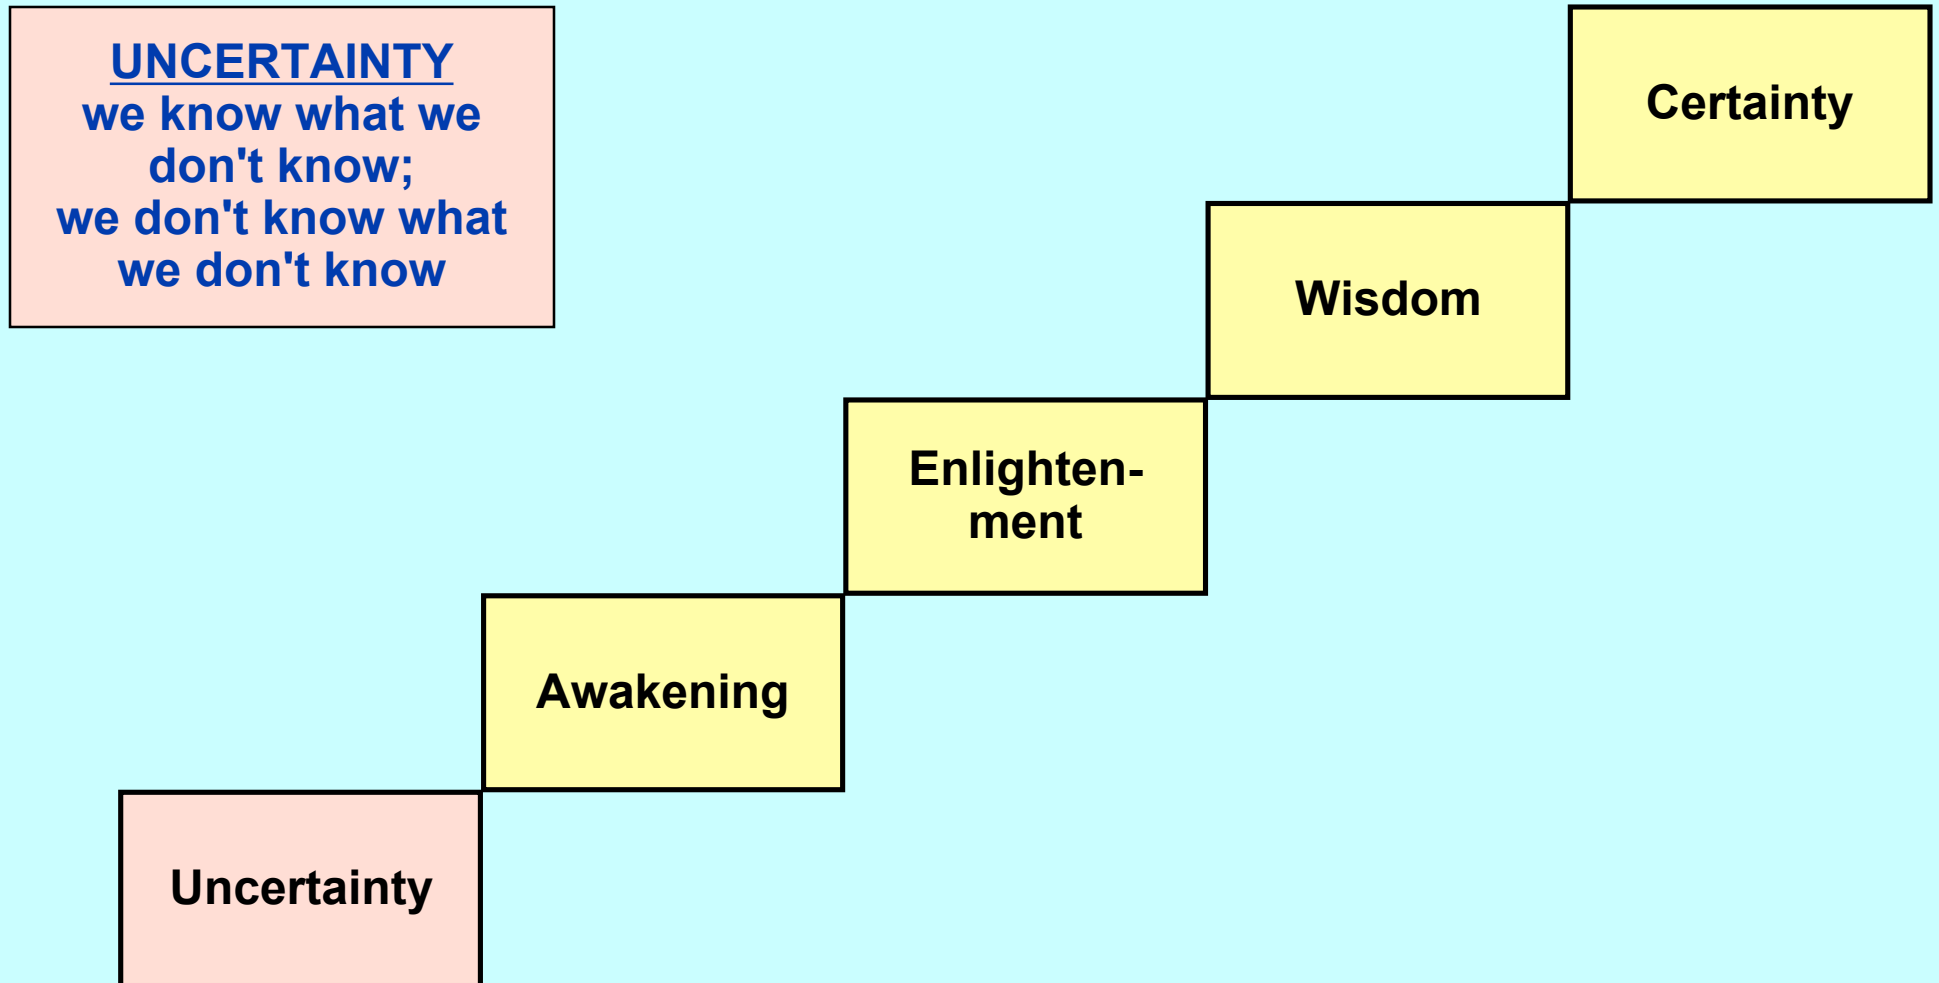 UNCERTAINTY
we know what we
don't know;
we don't know what
we don't know
Certainty
Wisdom
Enlighten-
ment
Awakening
Uncertainty